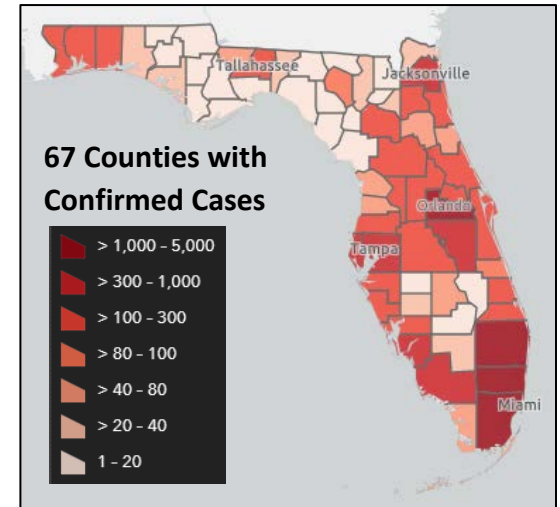 Tallahassee
Jacksonville
67 Counties with
Confirmed Cases
Orlando
Tampa
> 1,000 - 5,000
> 300 - 1,000
> 100 - 300
> 80 - 100
> 40 - 80
> 20 - 40
1 - 20
Miami